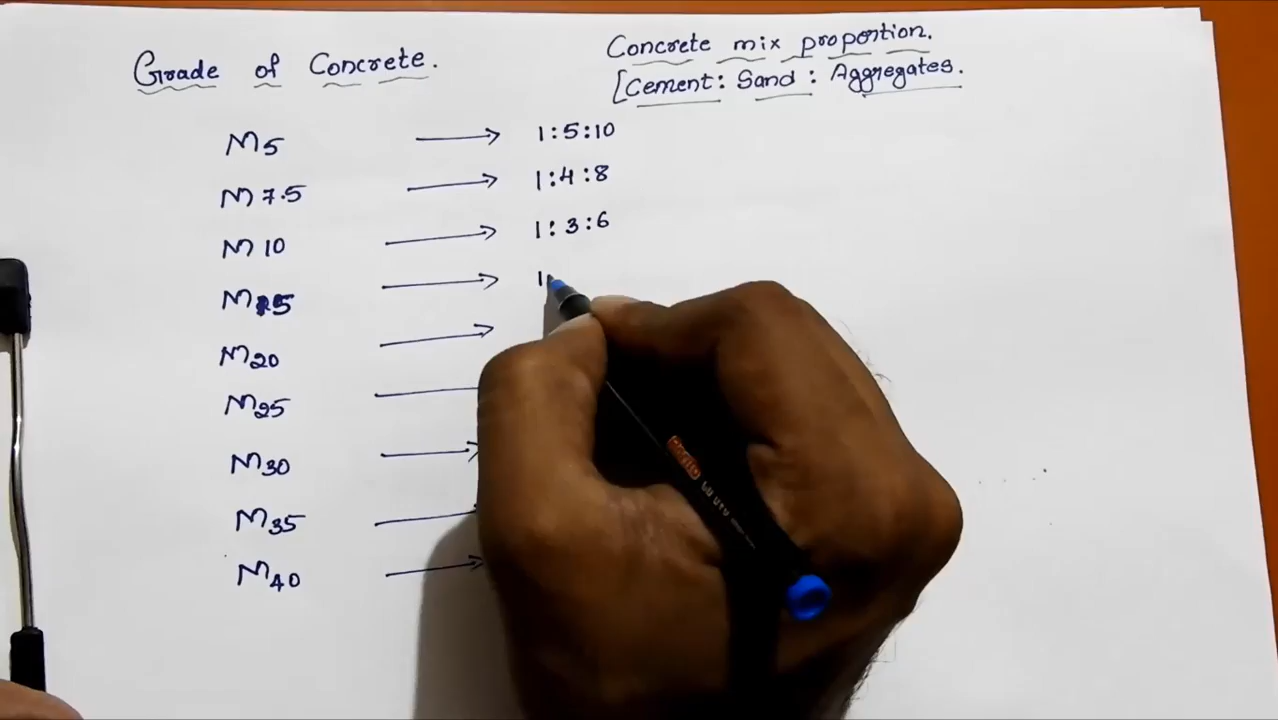 Grade of Concrete.
Concrete mix proportion.
[Cement: Sand : Aggregates.
M5 → 1:5:10
M7.5 → 1:4:8
M10 → 1:3:6
M15 → 1
M20 →
M25
M30 →
M35
M40 →